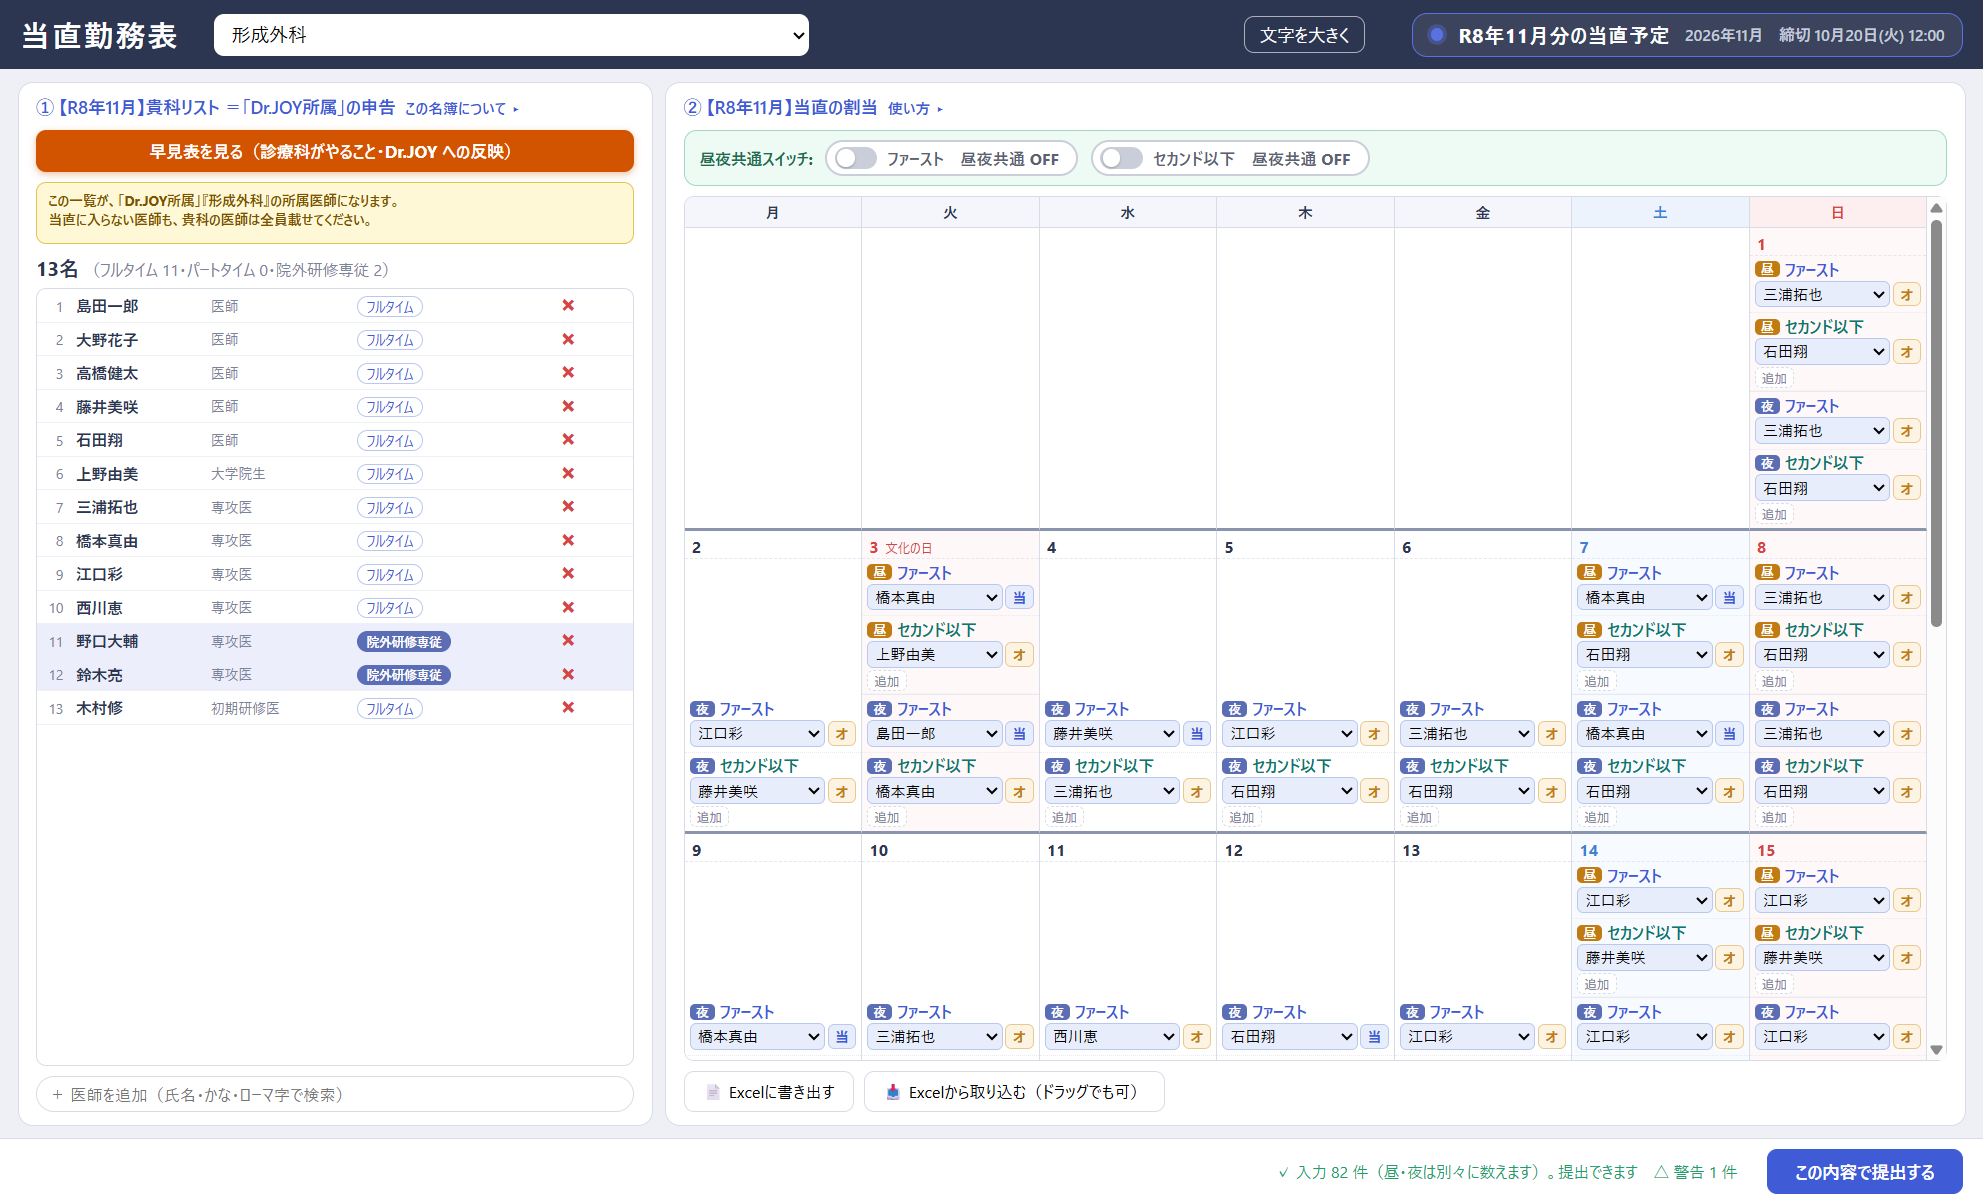 当直勤務表
形成外科
文字を大きく
R8年11月分の当直予定 2026年11月 締切 10月20日(火) 12:00
①【R8年11月】貴科リスト ＝「Dr.JOY所属」の申告 この名簿について ▸
早見表を見る（診療科がやること・Dr.JOY への反映）
この一覧が、「Dr.JOY所属」『形成外科』の所属医師になります。
当直に入らない医師も、貴科の医師は全員載せてください。
13名 （フルタイム 11・パートタイム 0・院外研修専従 2）
1 島田一郎 医師 フルタイム ✕
2 大野花子 医師 フルタイム ✕
3 高橋健太 医師 フルタイム ✕
4 藤井美咲 医師 フルタイム ✕
5 石田翔 医師 フルタイム ✕
6 上野由美 大学院生 フルタイム ✕
7 三浦拓也 専攻医 フルタイム ✕
8 橋本真由 専攻医 フルタイム ✕
9 江口彩 専攻医 フルタイム ✕
10 西川恵 専攻医 フルタイム ✕
11 野口大輔 専攻医 院外研修専従 ✕
12 鈴木亮 専攻医 院外研修専従 ✕
13 木村修 初期研修医 フルタイム ✕
＋ 医師を追加（氏名・かな・ローマ字で検索）
②【R8年11月】当直の割当 使い方 ▸
昼夜共通スイッチ: ファースト 昼夜共通 OFF セカンド以下 昼夜共通 OFF
月 火 水 木 金 土 日
1
昼 ファースト
三浦拓也 オ
昼 セカンド以下
石田翔 オ
追加
夜 ファースト
三浦拓也 オ
夜 セカンド以下
石田翔 オ
追加
2 3 文化の日 4 5 6 7 8
昼 ファースト 昼 ファースト 昼 ファースト
橋本真由 当 橋本真由 当 三浦拓也 オ
昼 セカンド以下 昼 セカンド以下 昼 セカンド以下
上野由美 オ 石田翔 オ 石田翔 オ
追加 追加 追加
夜 ファースト 夜 ファースト 夜 ファースト 夜 ファースト 夜 ファースト 夜 ファースト 夜 ファースト
江口彩 オ 島田一郎 当 藤井美咲 当 江口彩 オ 三浦拓也 オ 橋本真由 当 三浦拓也 オ
夜 セカンド以下 夜 セカンド以下 夜 セカンド以下 夜 セカンド以下 夜 セカンド以下 夜 セカンド以下 夜 セカンド以下
藤井美咲 オ 橋本真由 オ 三浦拓也 オ 石田翔 オ 石田翔 オ 石田翔 オ 石田翔 オ
追加 追加 追加 追加 追加 追加 追加
9 10 11 12 13 14 15
昼 ファースト 昼 ファースト
江口彩 オ 江口彩 オ
昼 セカンド以下 昼 セカンド以下
藤井美咲 オ 藤井美咲 オ
追加 追加
夜 ファースト 夜 ファースト 夜 ファースト 夜 ファースト 夜 ファースト 夜 ファースト 夜 ファースト
橋本真由 当 三浦拓也 オ 西川恵 オ 石田翔 当 江口彩 オ 江口彩 オ 江口彩 オ
Excelに書き出す Excelから取り込む（ドラッグでも可）
✓ 入力 82 件（昼・夜は別々に数えます）。提出できます △ 警告 1 件 この内容で提出する